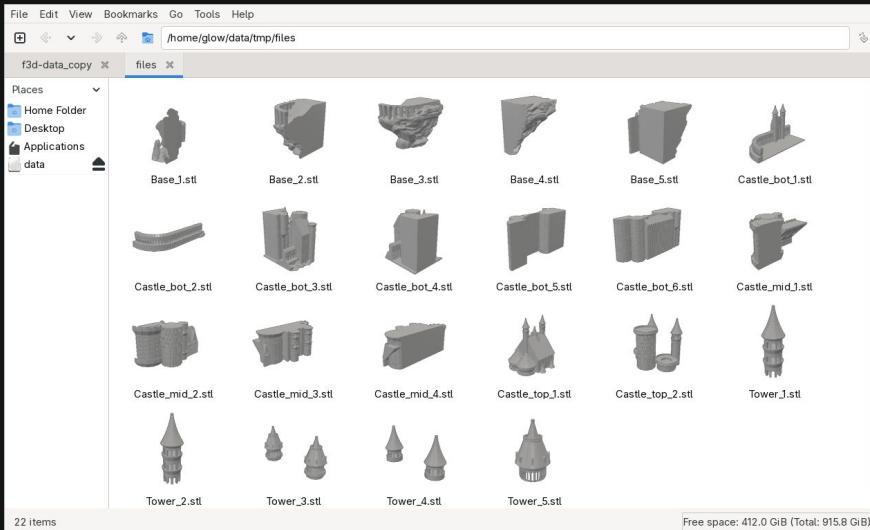 File Edit View Bookmarks Go Tools Help
/home/glow/data/tmp/files
f3d-data_copy files
Places
Home Folder
Desktop
Applications
data
Base_1.stl Base_2.stl Base_3.stl Base_4.stl Base_5.stl Castle_bot_1.stl
Castle_bot_2.stl Castle_bot_3.stl Castle_bot_4.stl Castle_bot_5.stl Castle_bot_6.stl Castle_mid_1.stl
Castle_mid_2.stl Castle_mid_3.stl Castle_mid_4.stl Castle_top_1.stl Castle_top_2.stl Tower_1.stl
Tower_2.stl Tower_3.stl Tower_4.stl Tower_5.stl
22 items Free space: 412.0 GiB (Total: 915.8 GiB)